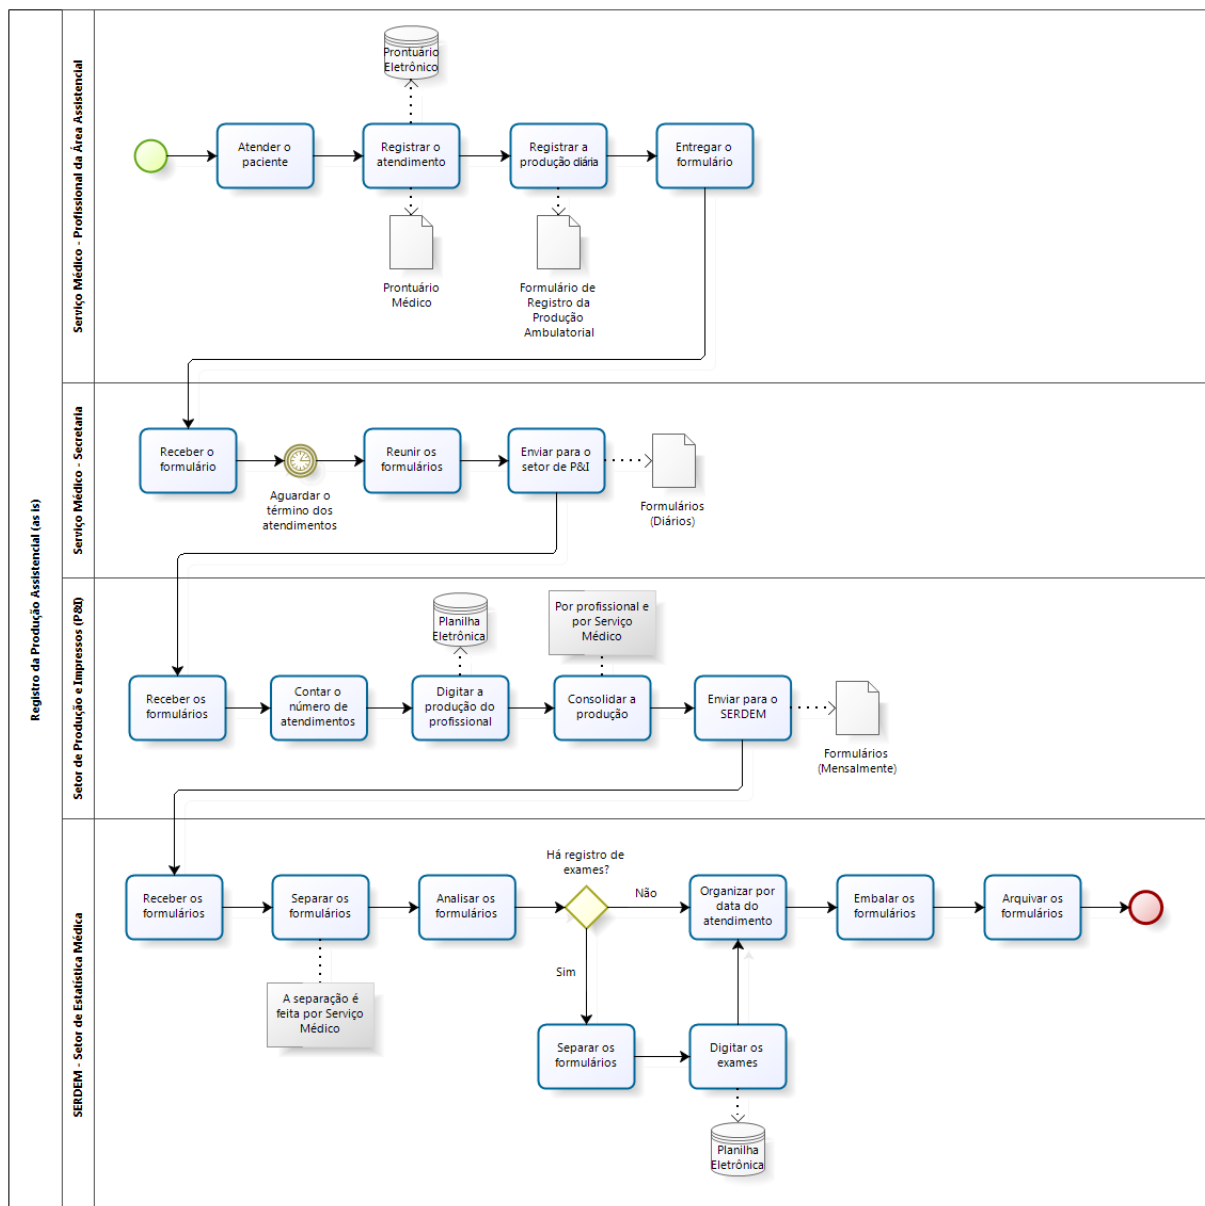 Registro da Produção Assistencial (as is)
Serviço Médico - Profissional da Área Assistencial
Prontuário
Eletrônico
Atender o
paciente
Registrar o
atendimento
Registrar a
produção diária
Entregar o
formulário
Prontuário
Médico
Formulário de
Registro da
Produção
Ambulatorial
Serviço Médico - Secretaria
Receber o
formulário
Aguardar o
término dos
atendimentos
Reunir os
formulários
Enviar para o
setor de P&I
Formulários
(Diários)
Setor de Produção e Impressos (P&I)
Planilha
Eletrônica
Por profissional e
por Serviço
Médico
Receber os
formulários
Contar o
número de
atendimentos
Digitar a
produção do
profissional
Consolidar a
produção
Enviar para o
SERDEM
Formulários
(Mensalmente)
SERDEM - Setor de Estatística Médica
Receber os
formulários
Separar os
formulários
Analisar os
formulários
Há registro de
exames?
Não
Organizar por
data do
atendimento
Embalar os
formulários
Arquivar os
formulários
Sim
A separação é
feita por Serviço
Médico
Separar os
formulários
Digitar os
exames
Planilha
Eletrônica